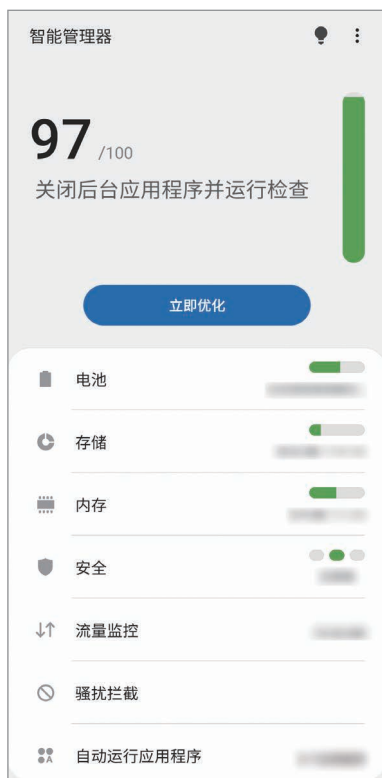 智能管理器
97 /100
关闭后台应用程序并运行检查
立即优化
电池
存储
内存
安全
流量监控
骚扰拦截
自动运行应用程序